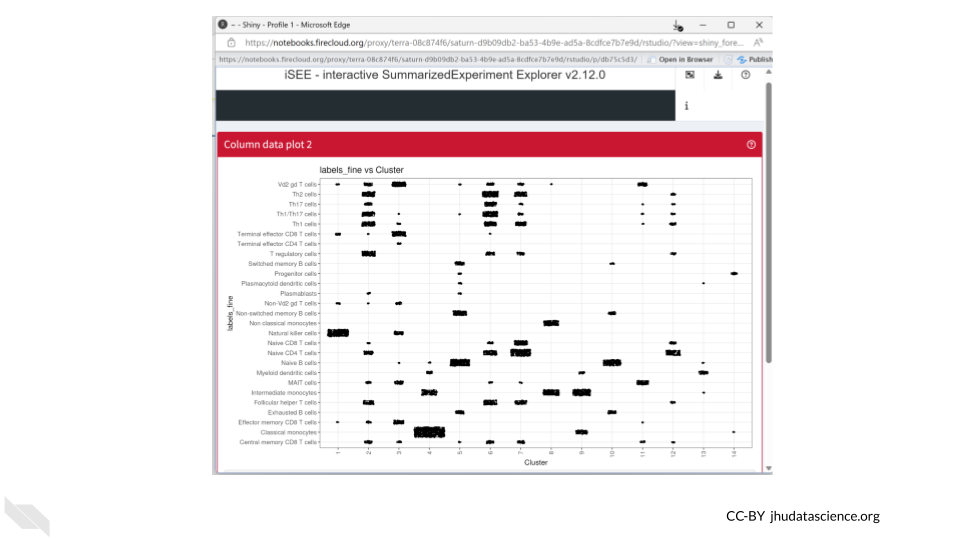 - - Shiny - Profile 1 - Microsoft Edge
https://notebooks.firecloud.org/proxy/terra-08c874f6/saturn-d9b09db2-ba53-4b9e-ad5a-8cdfce7b7e9d/rstudio/?view=shiny_fore...
https://notebooks.firecloud.org/proxy/terra-08c874f6/saturn-d9b09db2-ba53-4b9e-ad5a-8cdfce7b7e9d/rstudio/p/db75c5d3/ Open in Browser Publish
iSEE - interactive SummarizedExperiment Explorer v2.12.0
i
Column data plot 2
labels_fine vs Cluster
Vd2 gd T cells
Th2 cells
Th17 cells
Th1/Th17 cells
Th1 cells
Terminal effector CD8 T cells
Terminal effector CD4 T cells
T regulatory cells
Switched memory B cells
Progenitor cells
Plasmacytoid dendritic cells
Plasmablasts
Non-Vd2 gd T cells
Non-switched memory B cells
Non classical monocytes
Natural killer cells
Naive CD8 T cells
Naive CD4 T cells
Naive B cells
Myeloid dendritic cells
MAIT cells
Intermediate monocytes
Follicular helper T cells
Exhausted B cells
Effector memory CD8 T cells
Classical monocytes
Central memory CD8 T cells
labels_fine
1 2 3 4 5 6 7 8 9 10 11 12 13 14
Cluster
CC-BY jhudatascience.org